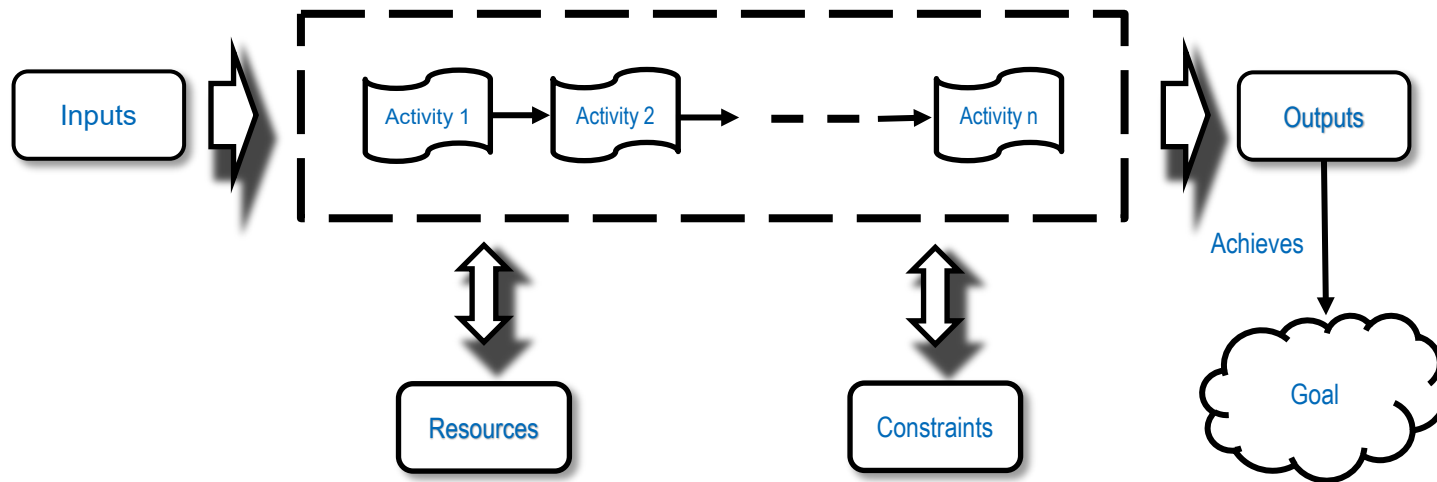 Inputs
Activity 1
Activity 2
Activity n
Outputs
Achieves
Resources
Constraints
Goal